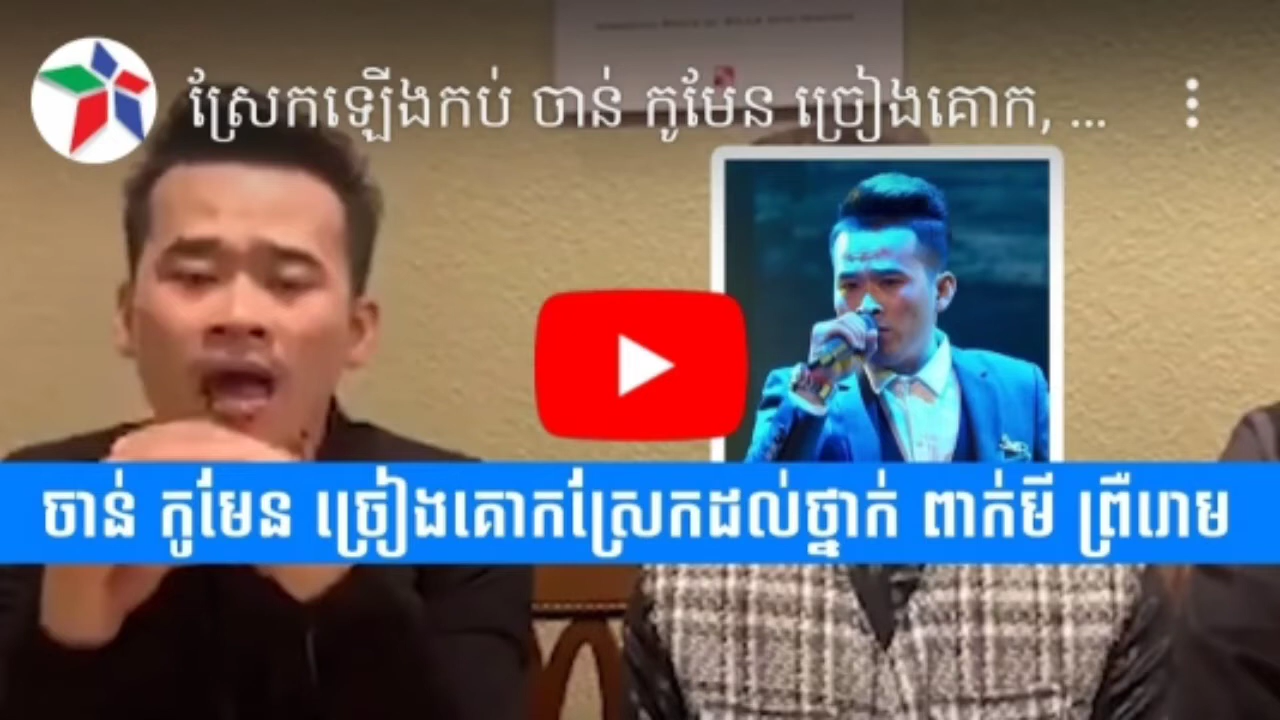 ស្រែកឡើងកប់ ចាន់ កូមែន ច្រៀងគោក, ...
ចាន់ កូម៉ែន ច្រៀងគោកស្រែកដល់ថ្នាក់ ពាក់មី ព្រឺរោម